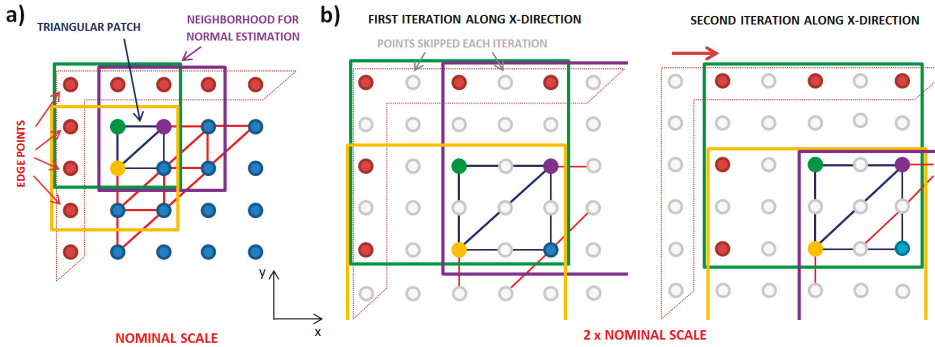 a)
TRIANGULAR PATCH
NEIGHBORHOOD FOR
NORMAL ESTIMATION
EDGE POINTS
y
x
NOMINAL SCALE
b)
FIRST ITERATION ALONG X-DIRECTION
POINTS SKIPPED EACH ITERATION
SECOND ITERATION ALONG X-DIRECTION
2 x NOMINAL SCALE